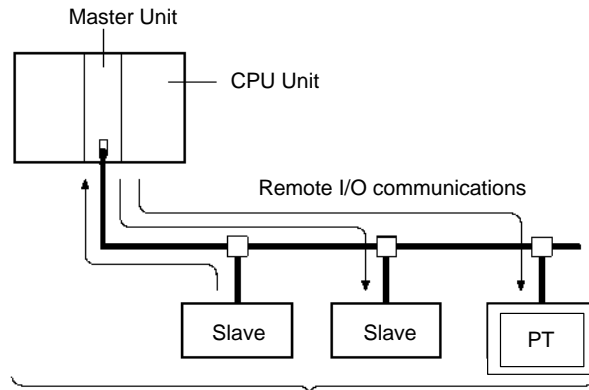 Master Unit
CPU Unit
Remote I/O communications
Slave
Slave
PT